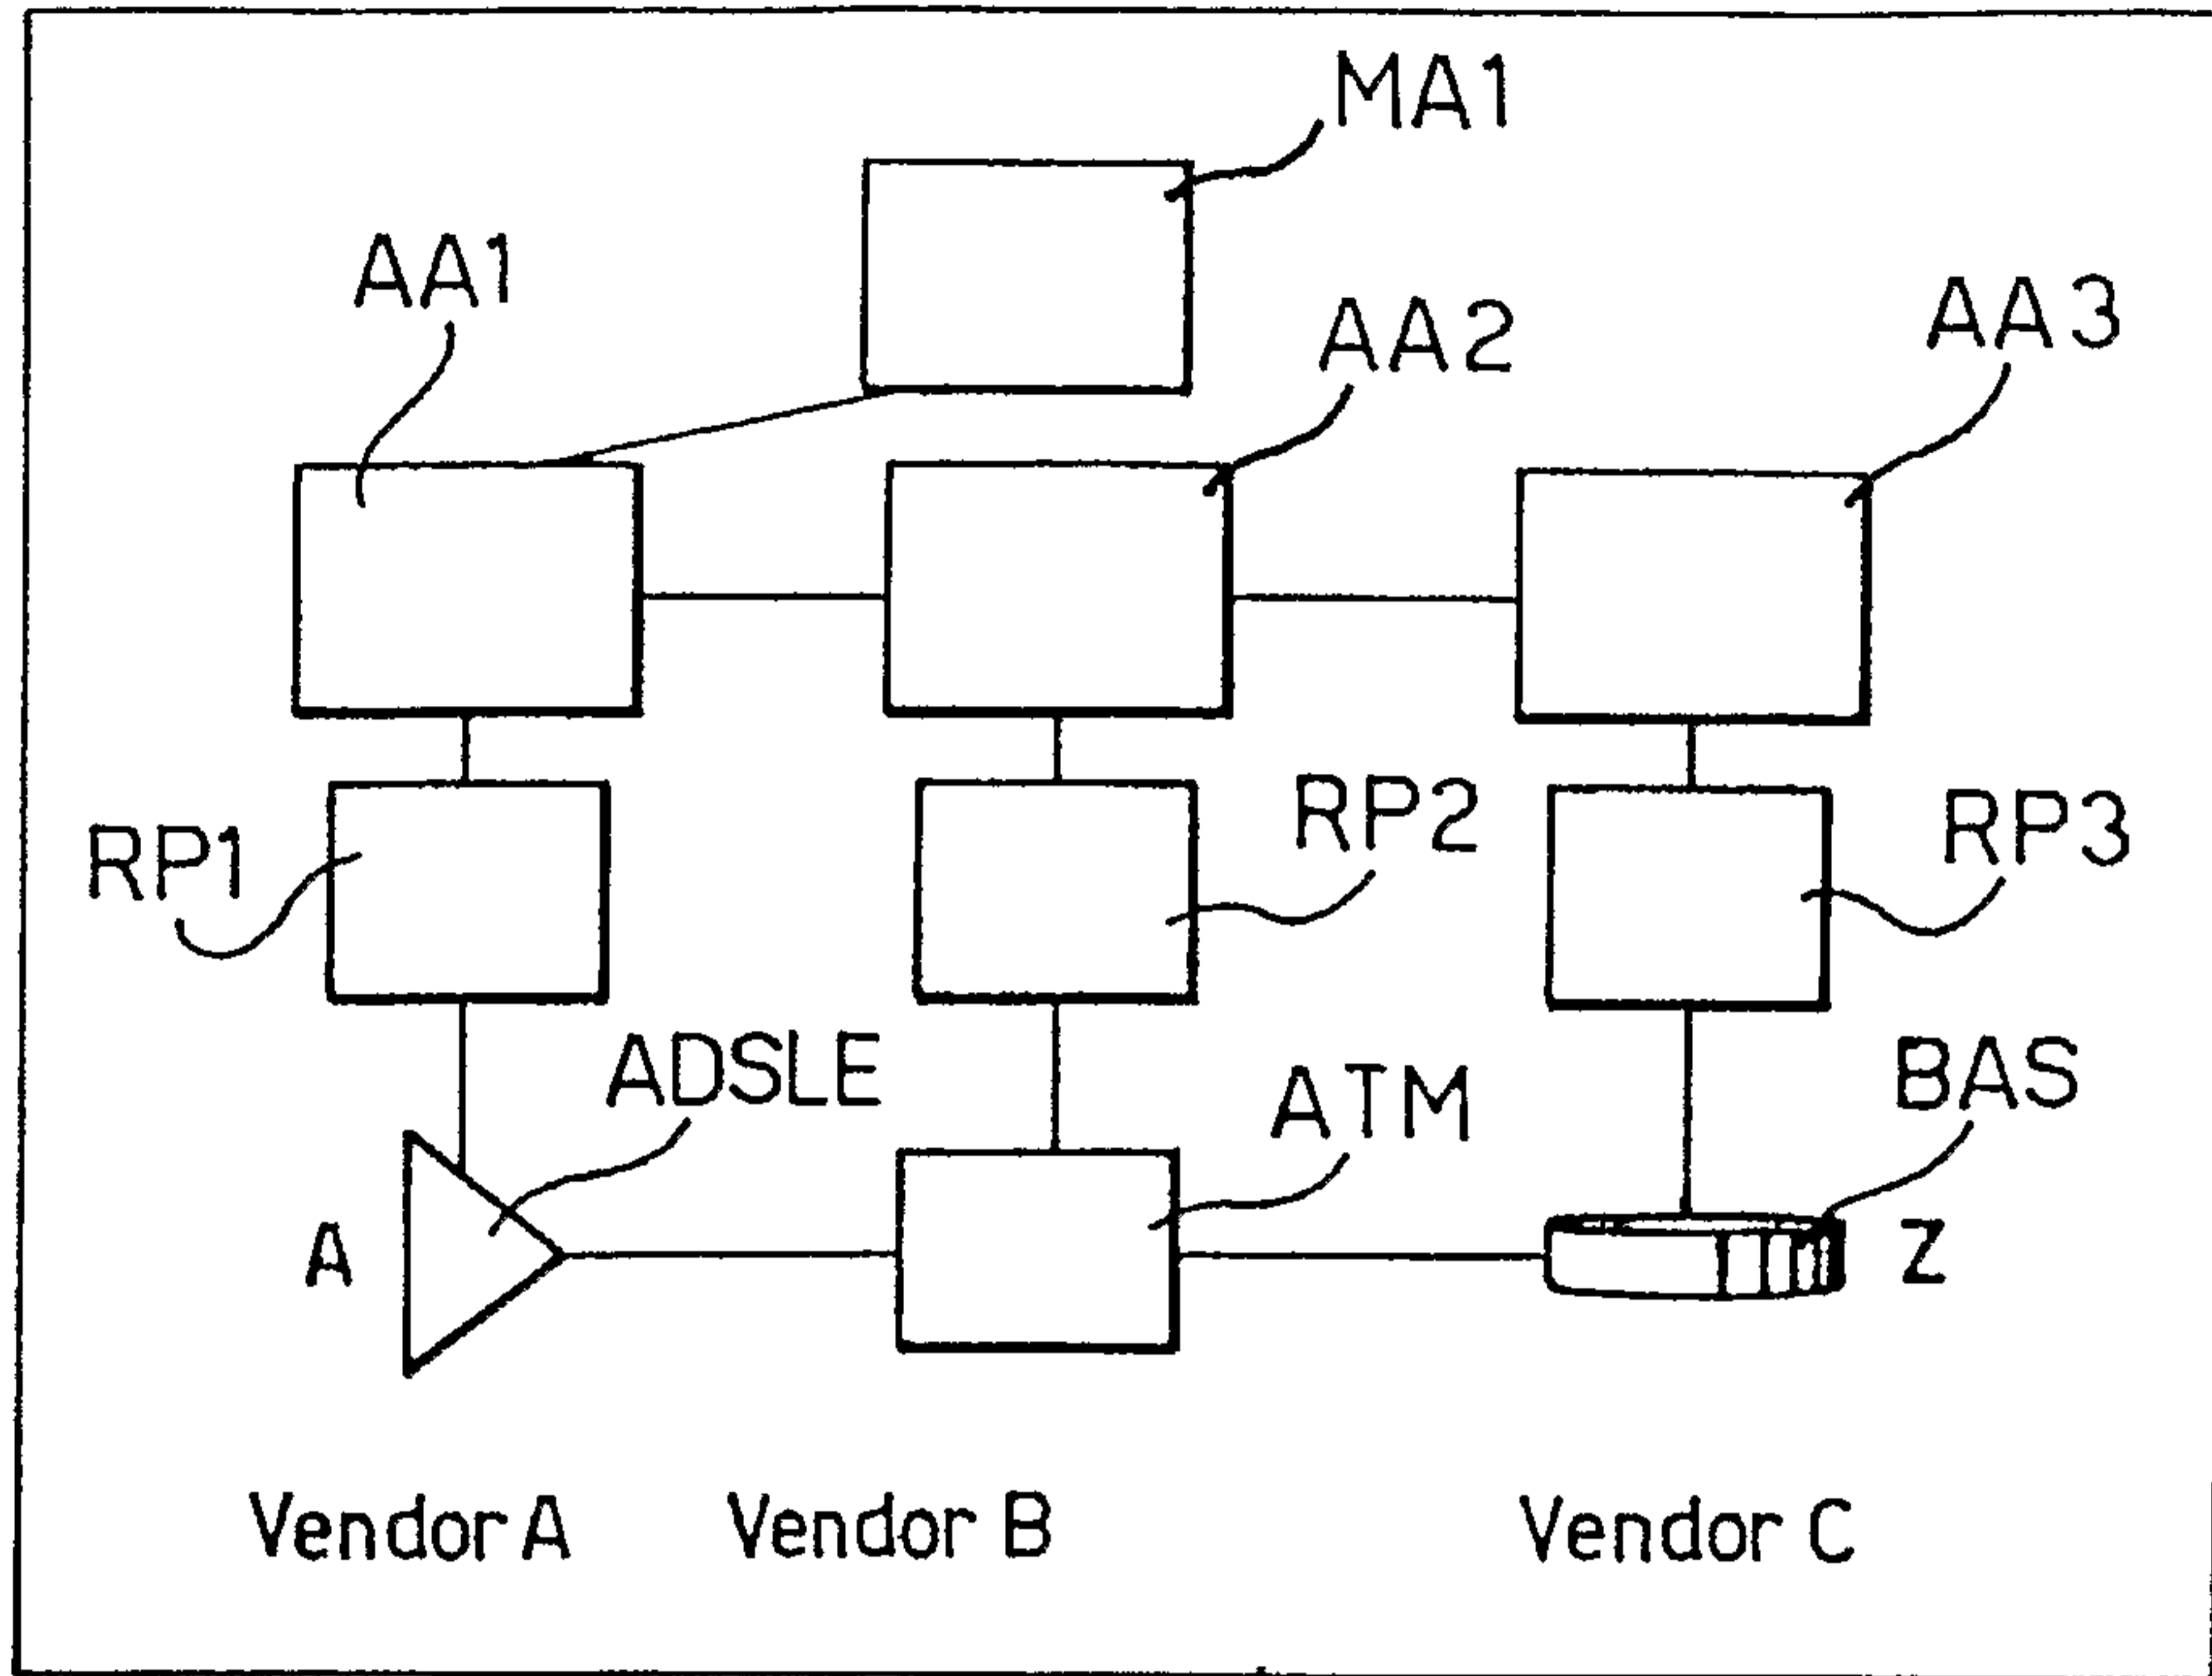 MA1
AA1
AA2
AA3
RP1
RP2
RP3
ADSLE
ATM
BAS
A
Z
Vendor A
Vendor B
Vendor C